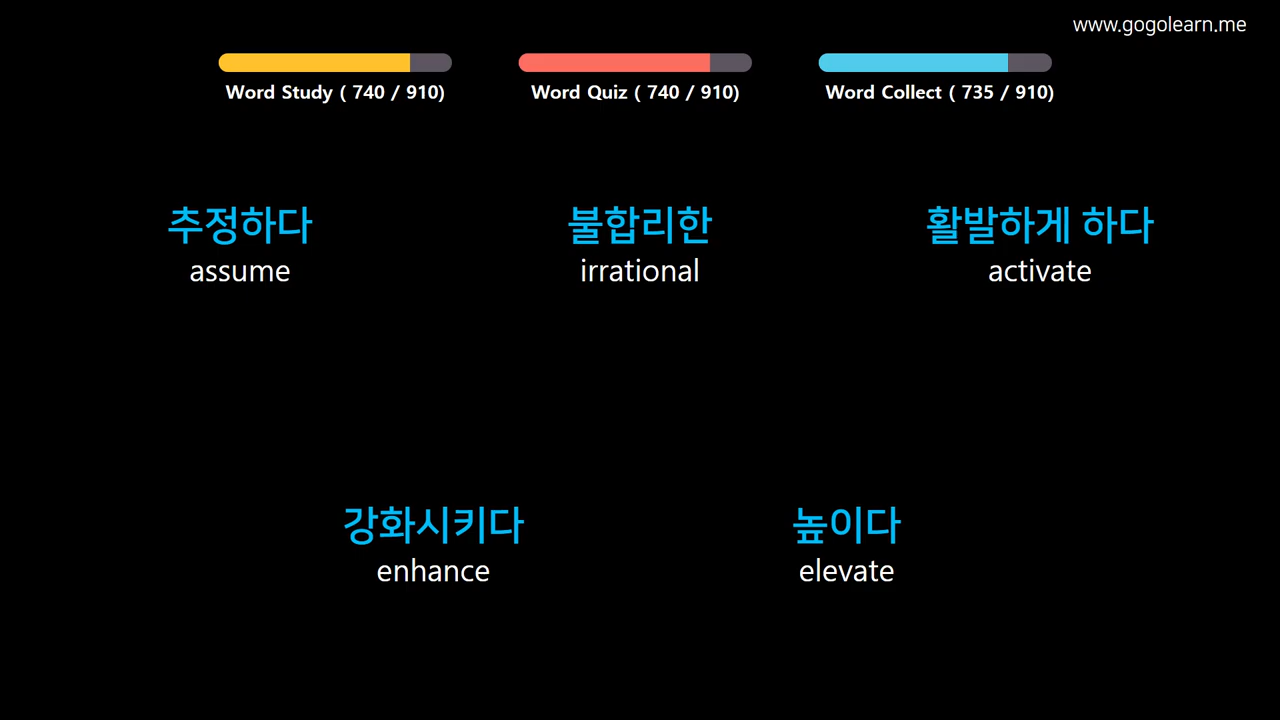 www.gogolearn.me
Word Study ( 740 / 910)
Word Quiz ( 740 / 910)
Word Collect ( 735 / 910)
추정하다
assume
불합리한
irrational
활발하게 하다
activate
강화시키다
enhance
높이다
elevate